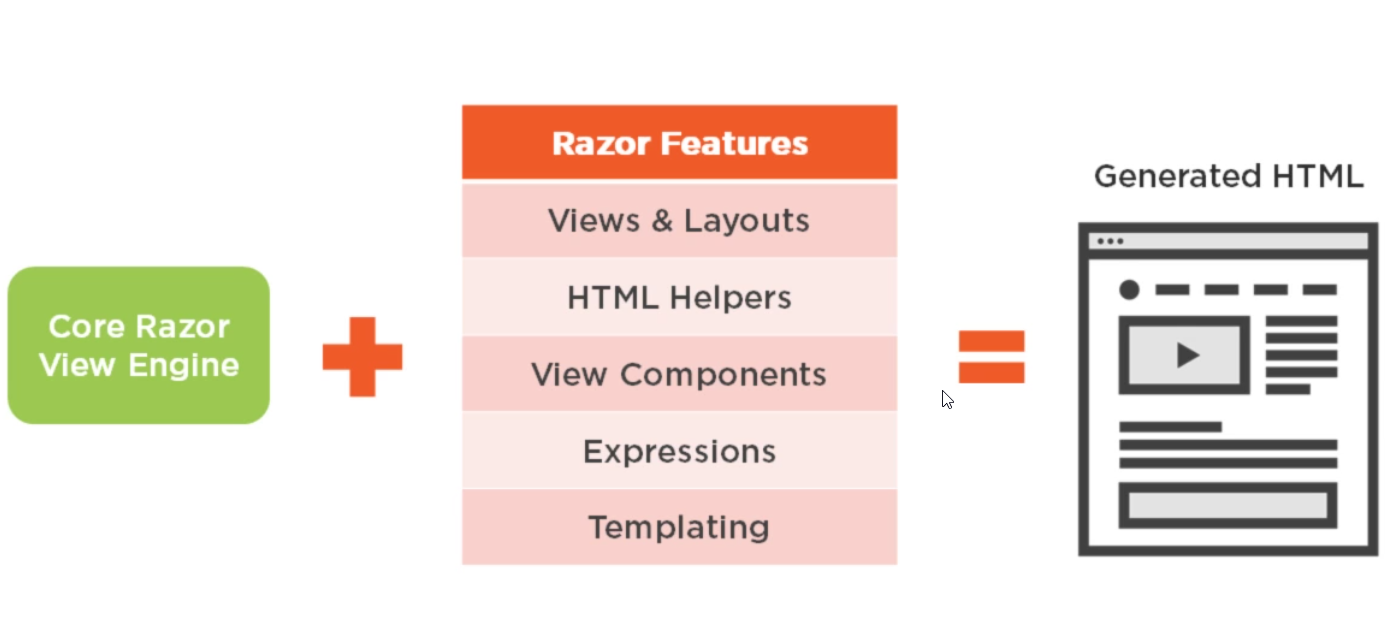 Core Razor
View Engine
Razor Features
Views & Layouts
HTML Helpers
View Components
Expressions
Templating
Generated HTML